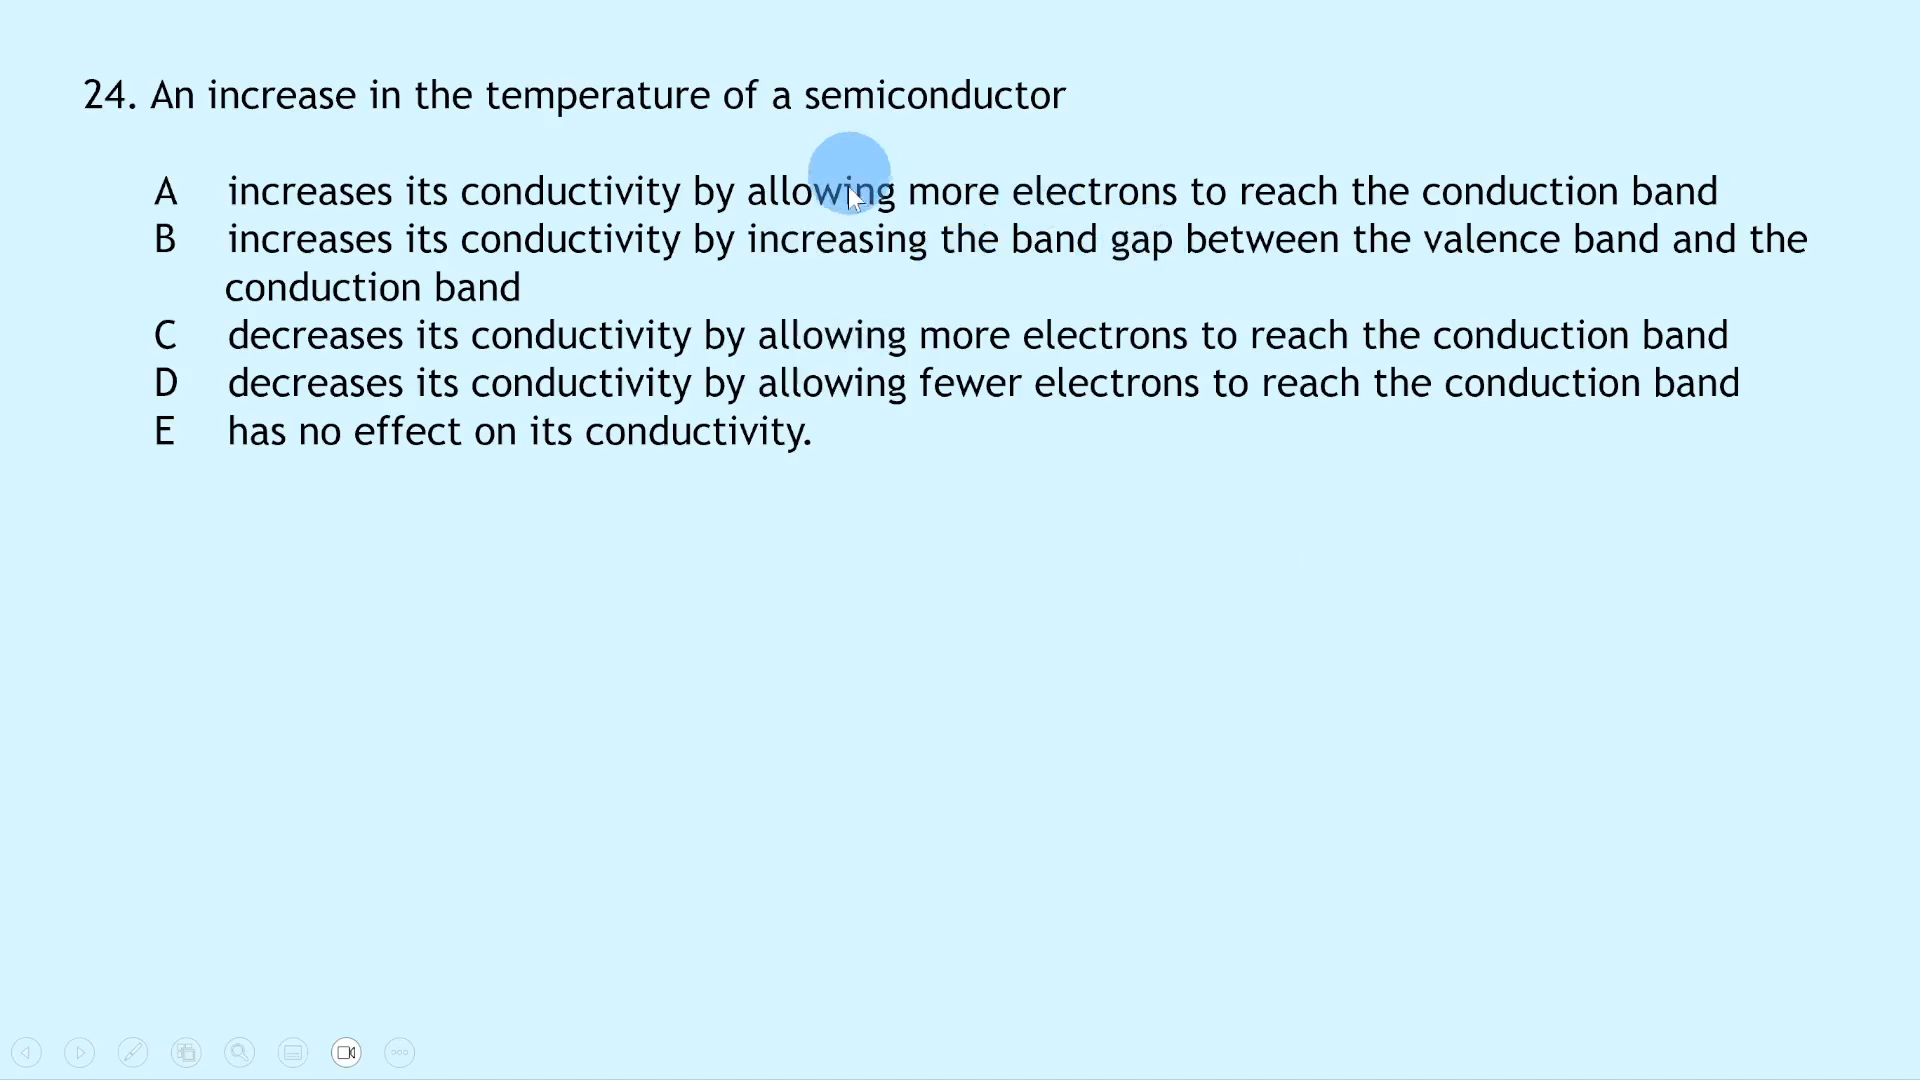 24. An increase in the temperature of a semiconductor
A increases its conductivity by allowing more electrons to reach the conduction band
B increases its conductivity by increasing the band gap between the valence band and the
conduction band
C decreases its conductivity by allowing more electrons to reach the conduction band
D decreases its conductivity by allowing fewer electrons to reach the conduction band
E has no effect on its conductivity.